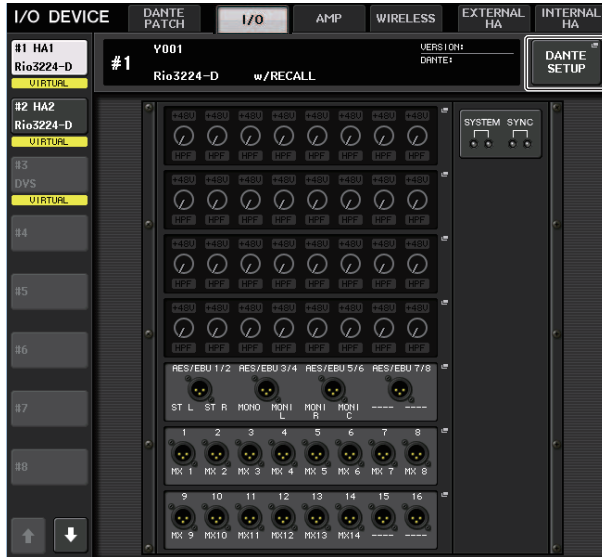 I/O DEVICE
DANTE PATCH
I/O
AMP
WIRELESS
EXTERNAL HA
INTERNAL HA
#1 HA1
Rio3224-D
VIRTUAL
#2 HA2
Rio3224-D
VIRTUAL
#3
DVS
VIRTUAL
#4
#5
#6
#7
#8
#1
Y001
Rio3224-D w/RECALL
VERSION:
DANTE:
DANTE SETUP
+48V +48V +48V +48V +48V +48V +48V +48V
HPF HPF HPF HPF HPF HPF HPF HPF
+48V +48V +48V +48V +48V +48V +48V +48V
HPF HPF HPF HPF HPF HPF HPF HPF
+48V +48V +48V +48V +48V +48V +48V +48V
HPF HPF HPF HPF HPF HPF HPF HPF
+48V +48V +48V +48V +48V +48V +48V +48V
HPF HPF HPF HPF HPF HPF HPF HPF
AES/EBU 1/2 AES/EBU 3/4 AES/EBU 5/6 AES/EBU 7/8
ST L ST R MONO MONI L MONI R MONI C ---- ----
1 2 3 4 5 6 7 8
MX 1 MX 2 MX 3 MX 4 MX 5 MX 6 MX 7 MX 8
9 10 11 12 13 14 15 16
MX 9 MX10 MX11 MX12 MX13 MX14 ---- ----
SYSTEM SYNC